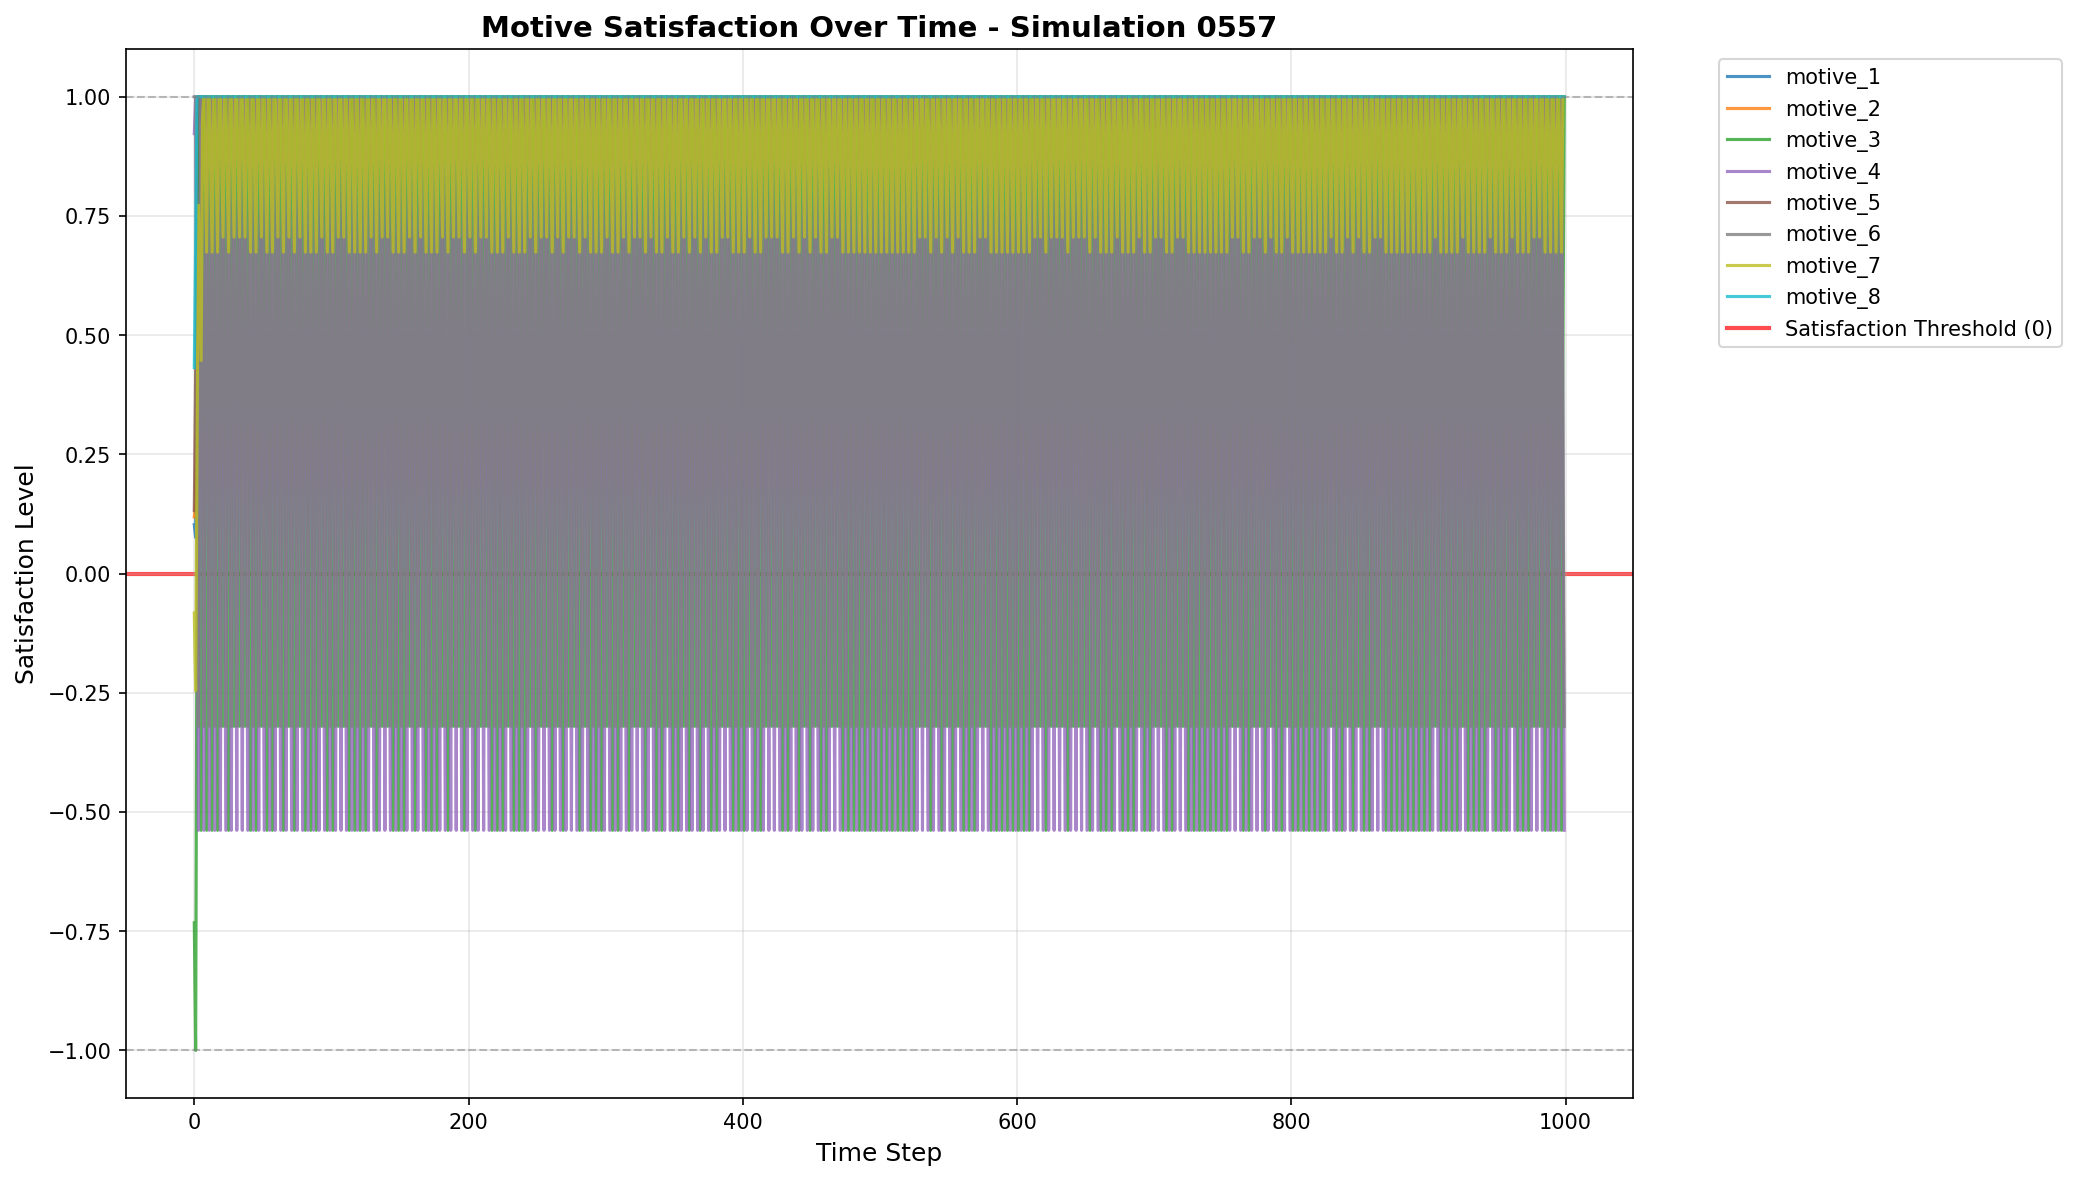 Motive Satisfaction Over Time - Simulation 0557
Satisfaction Level
1.00
0.75
0.50
0.25
0.00
−0.25
−0.50
−0.75
−1.00
0
200
400
600
800
1000
Time Step
motive_1
motive_2
motive_3
motive_4
motive_5
motive_6
motive_7
motive_8
Satisfaction Threshold (0)